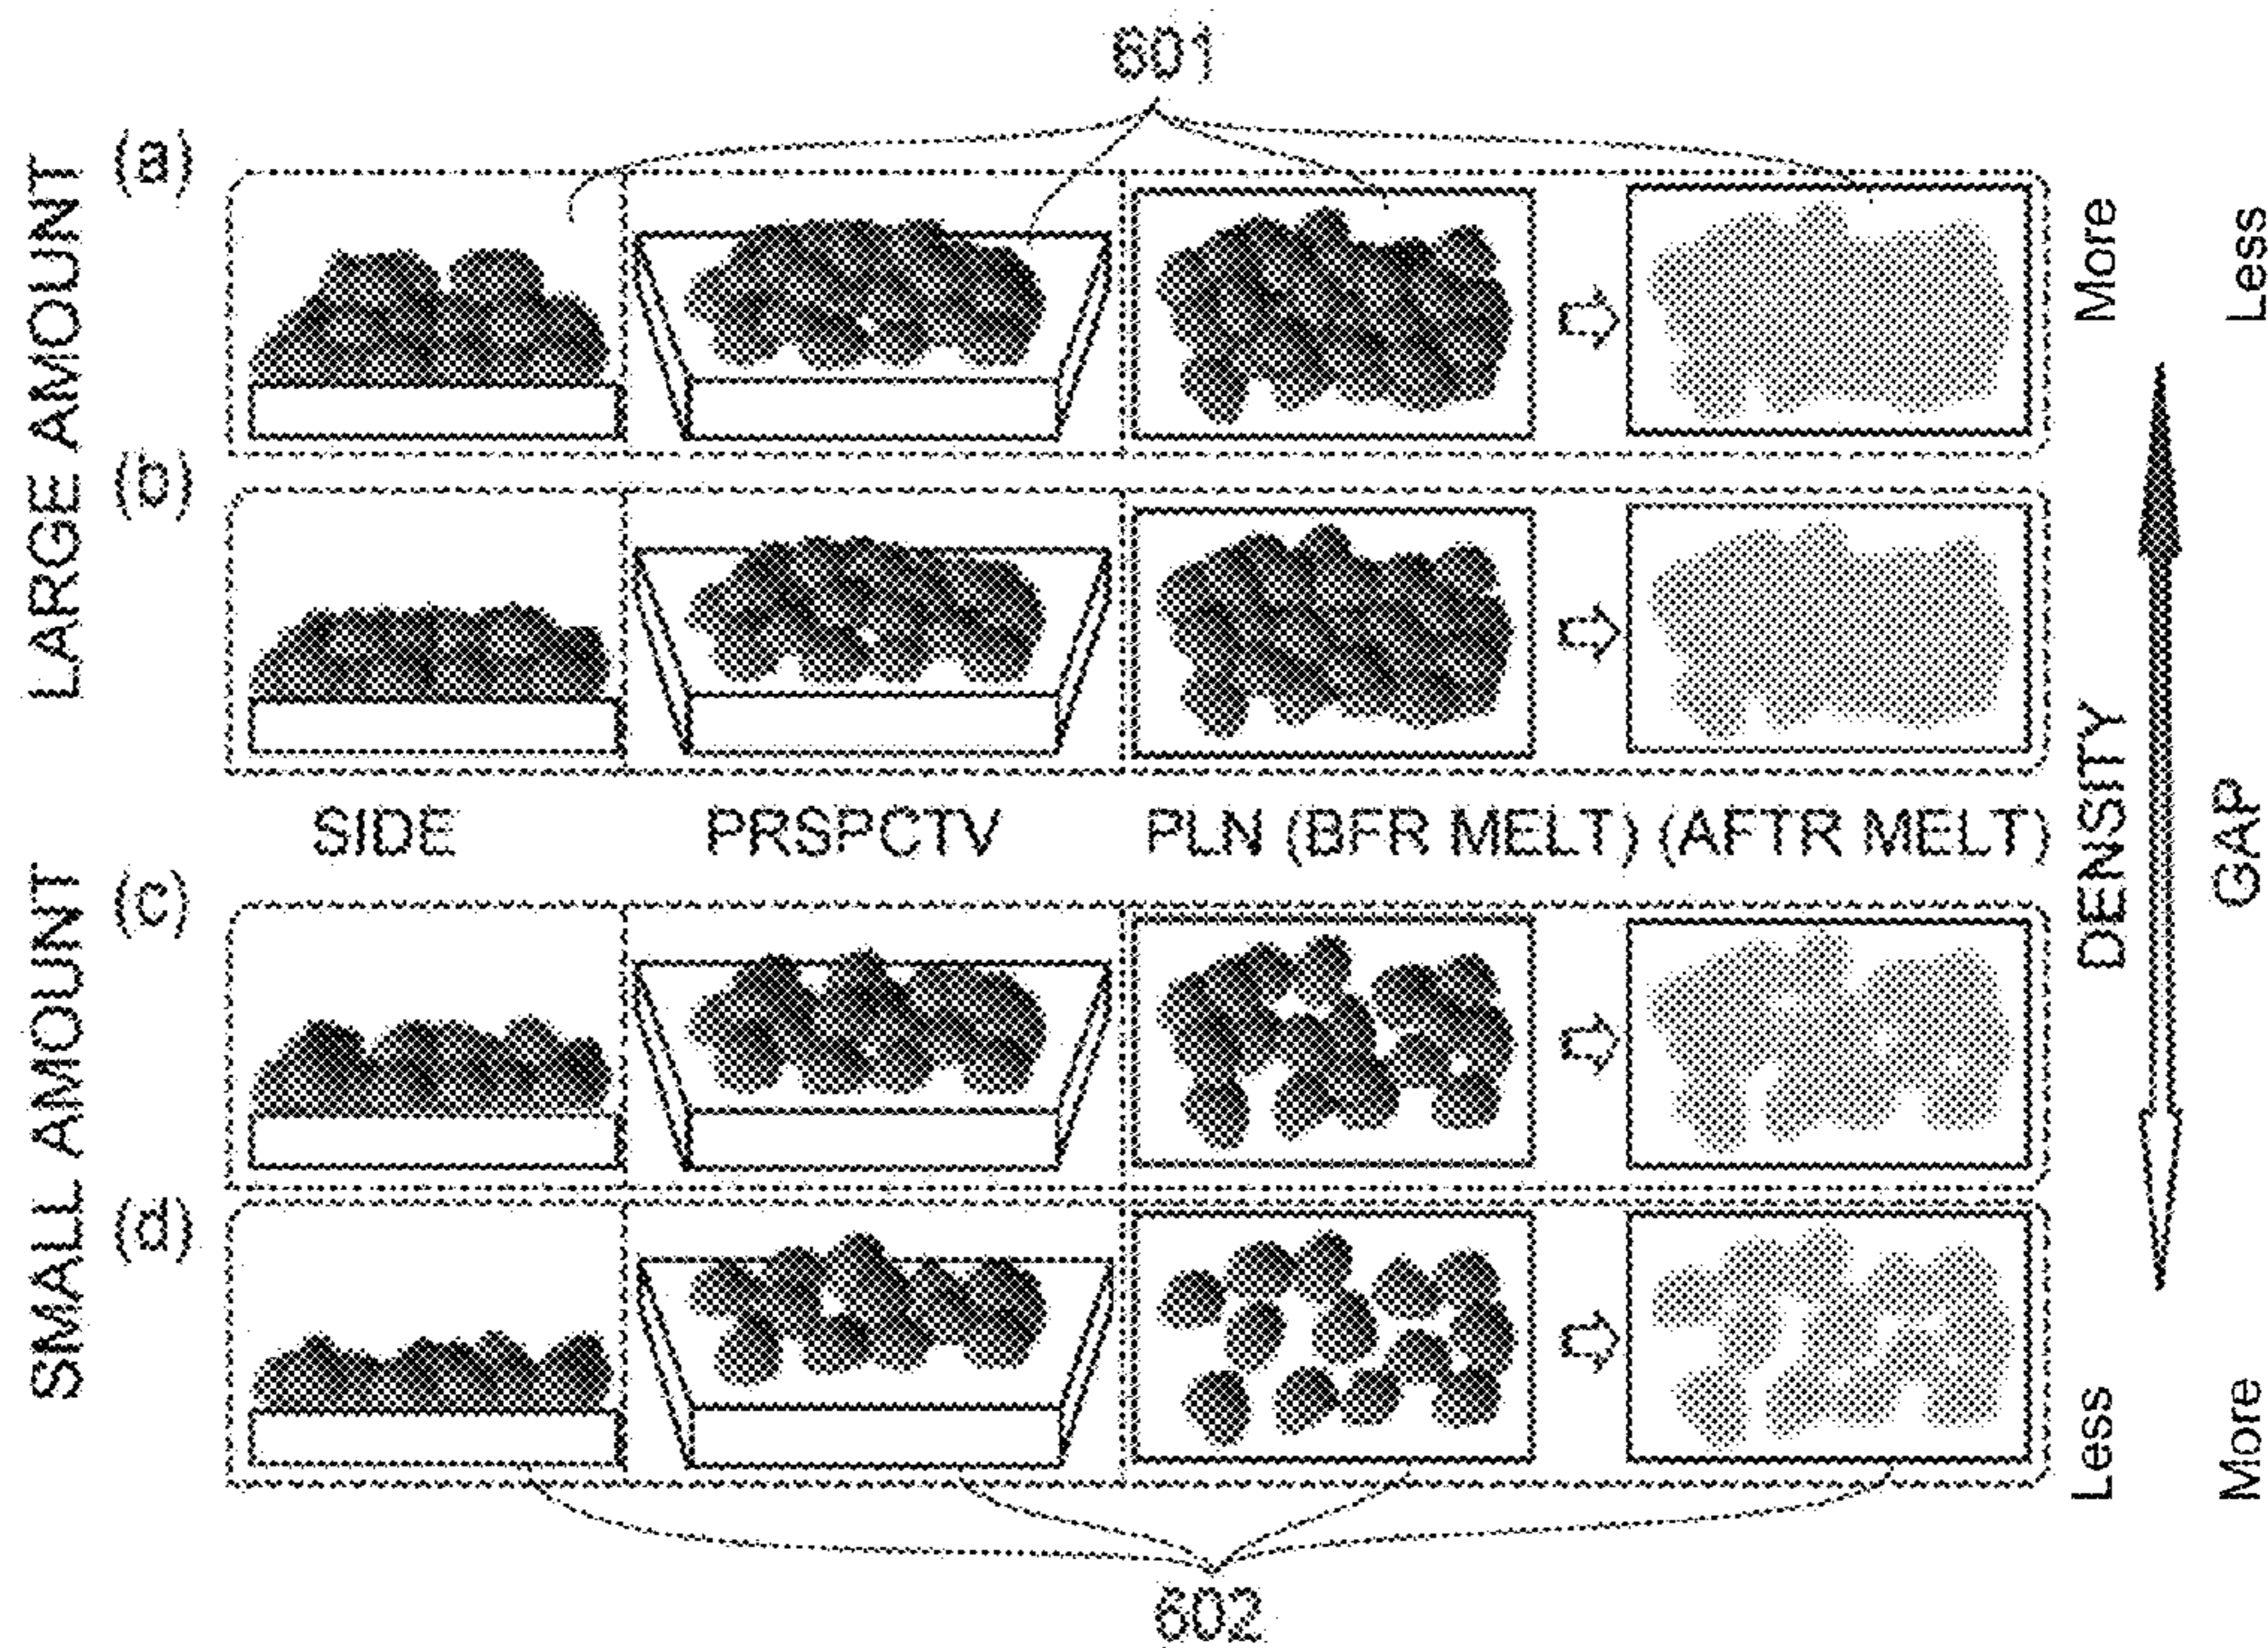 601
LARGE AMOUNT
(a)
(b)
More
Less
SIDE
PRSPCTV
PLN (BFR MELT) (AFTR MELT)
DENSITY
GAP
SMALL AMOUNT
(c)
(d)
Less
More
602